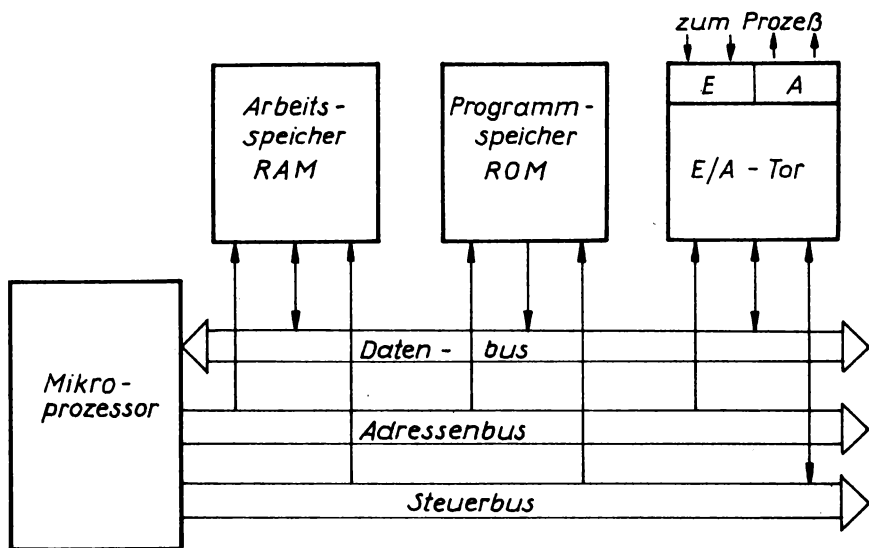 zum Prozeß
E A
Arbeits-
speicher
RAM
Programm-
speicher
ROM
E/A - Tor
Daten - bus
Mikro-
prozessor
Adressenbus
Steuerbus